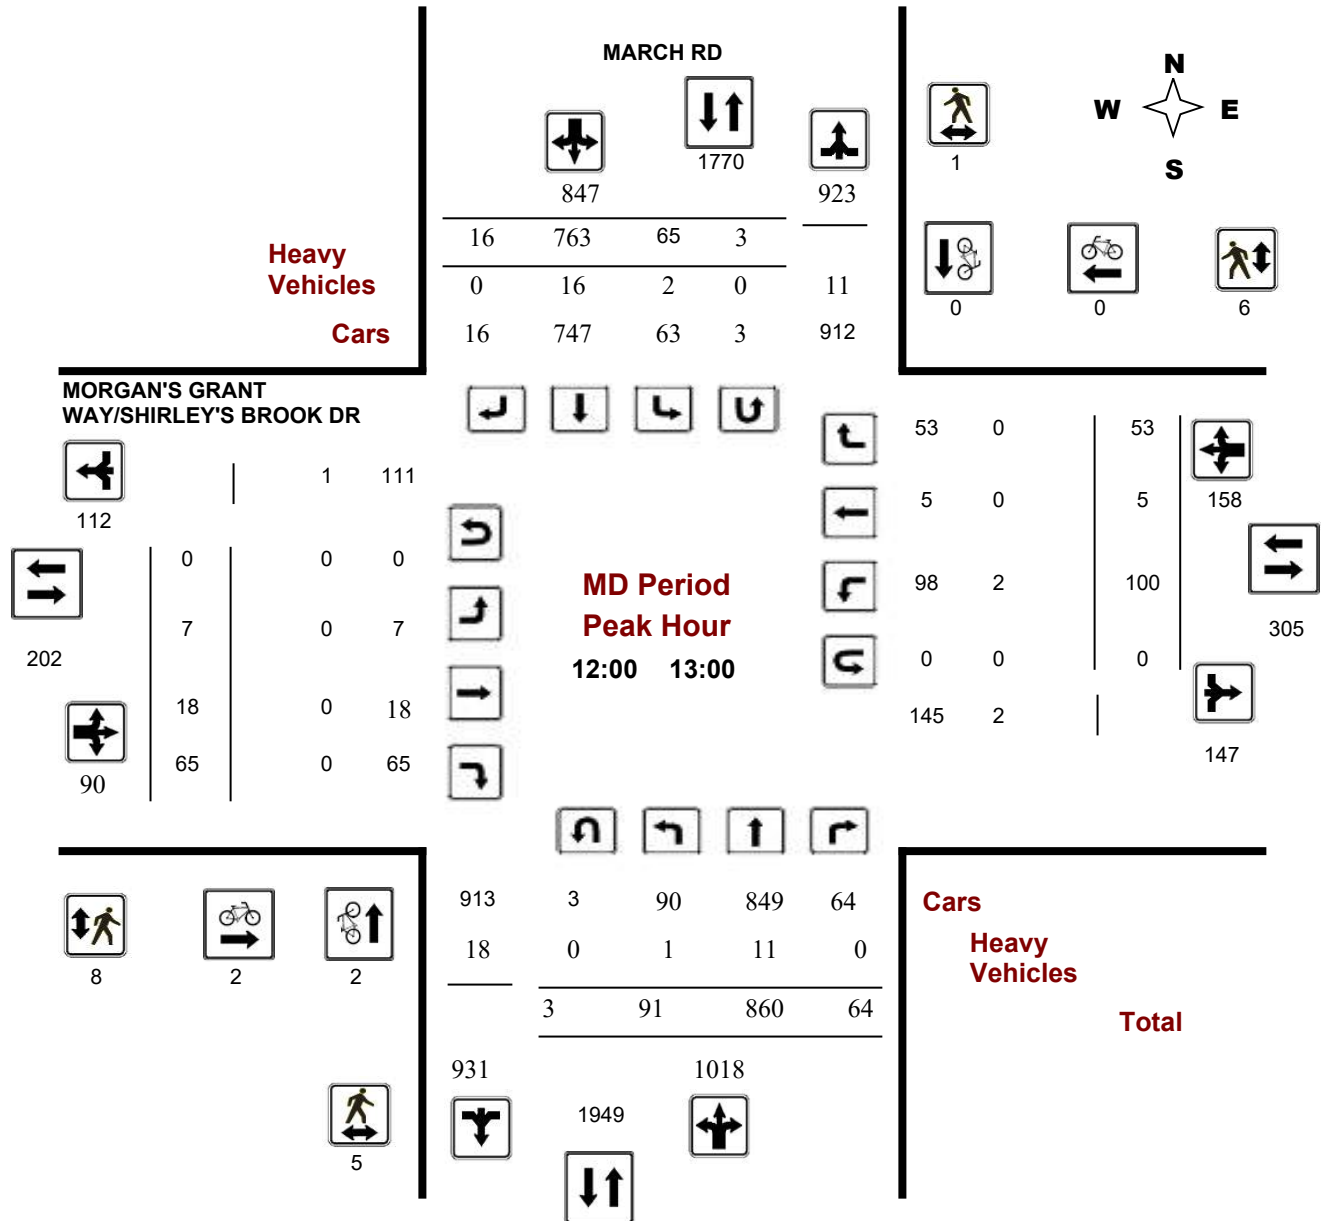 MARCH RD
N
W E
S
1770
1
847
923
16 763 65 3
Heavy
Vehicles
0 16 2 0 11
0 0 6
Cars
16 747 63 3 912
MORGAN'S GRANT
WAY/SHIRLEY'S BROOK DR
53 0 53
1 111
112
5 0 5 158
0 0 0
MD Period
98 2 100
7 0 7
Peak Hour
305
202
12:00 13:00
0 0 0
18 0 18
145 2
147
65 0 65
90
913 3 90 849 64
Cars
18 0 1 11 0
Heavy
Vehicles
8 2 2
3 91 860 64
Total
931 1018
1949
5